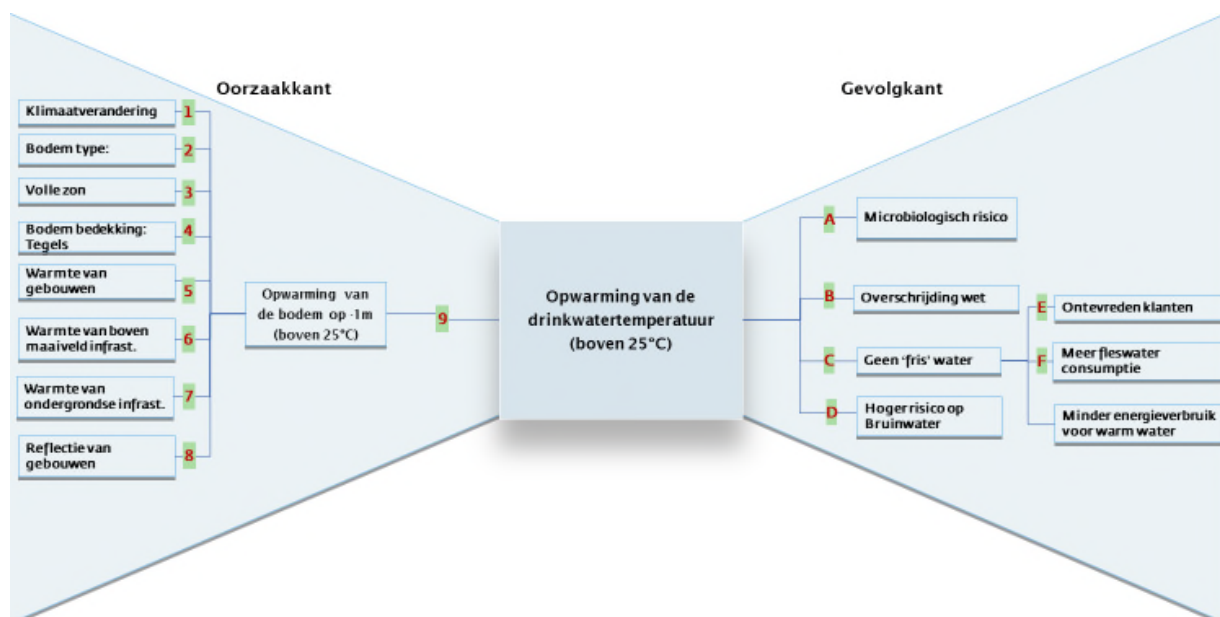 Oorzaakkant
Klimaatverandering
1
Bodem type:
2
Volle zon
3
Bodem bedekking:
Tegels
4
Warmte van
gebouwen
5
Warmte van boven
maaiveld infrast.
6
Warmte van
ondergrondse infrast.
7
Reflectie van
gebouwen
8
Opwarming van
de bodem op -1m
(boven 25°C)
9
Opwarming van de
drinkwatertemperatuur
(boven 25°C)
Gevolgkant
A
Microbiologisch risico
B
Overschrijding wet
C
Geen 'fris' water
D
Hoger risico op
Bruinwater
E
Ontevreden klanten
F
Meer fleswater
consumptie
Minder energieverbruik
voor warm water